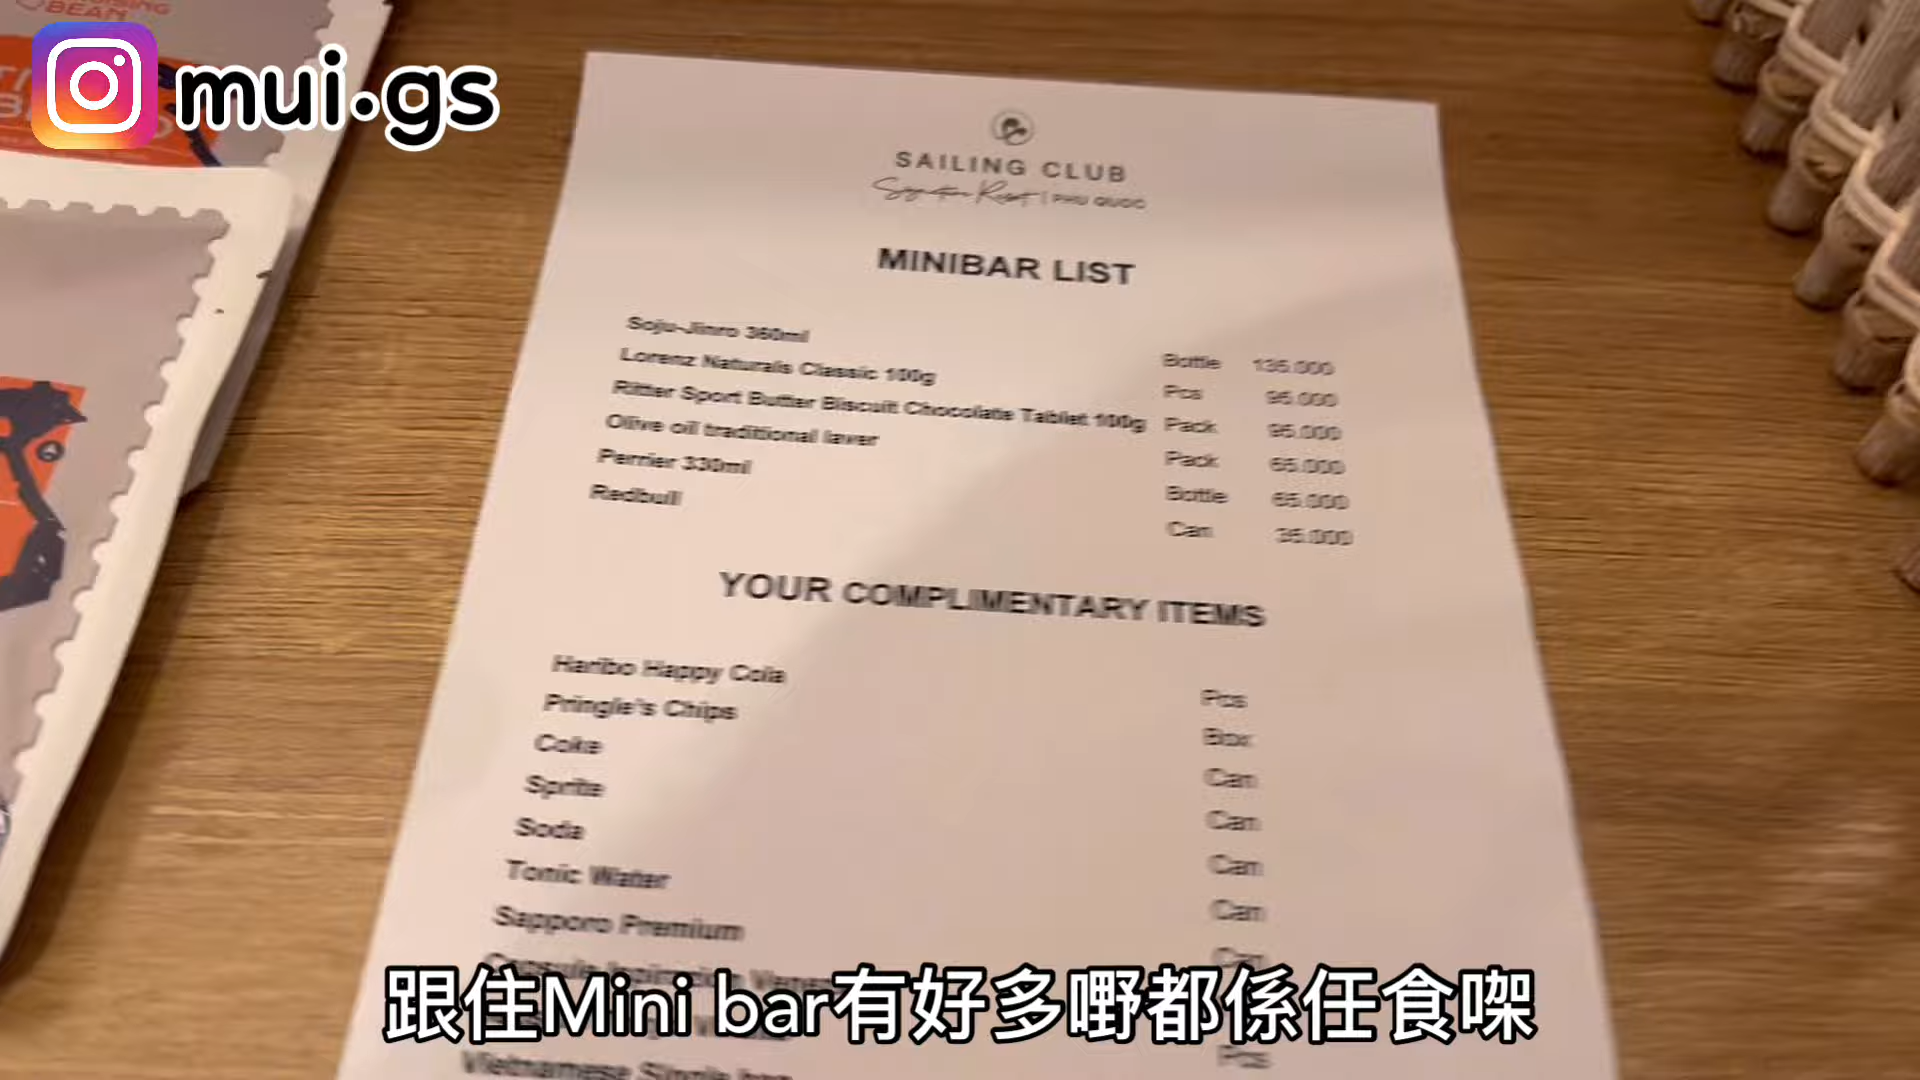 BEAN
mui.gs
SAILING CLUB
Signature Resort | PHU QUOC
MINIBAR LIST
Soju-Jinro 360ml Bottle 135.000
Lorenz Naturals Classic 100g Pcs 95.000
Ritter Sport Butter Biscuit Chocolate Tablet 100g Pack 95.000
Olive oil traditional laver Pack 65.000
Perrier 330ml Bottle 65.000
Redbull Can 35.000
YOUR COMPLIMENTARY ITEMS
Haribo Happy Cola Pcs
Pringle's Chips Box
Coke Can
Sprite Can
Soda Can
Tonic Water Can
Sapporo Premium Can
跟住Mini bar有好多嘢都係任食㗎
Pcs